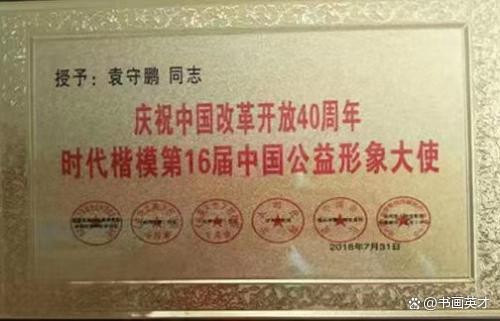 授予：袁守鹏 同志
庆祝中国改革开放40周年
时代楷模第16届中国公益形象大使
2018年7月31日
书画英才